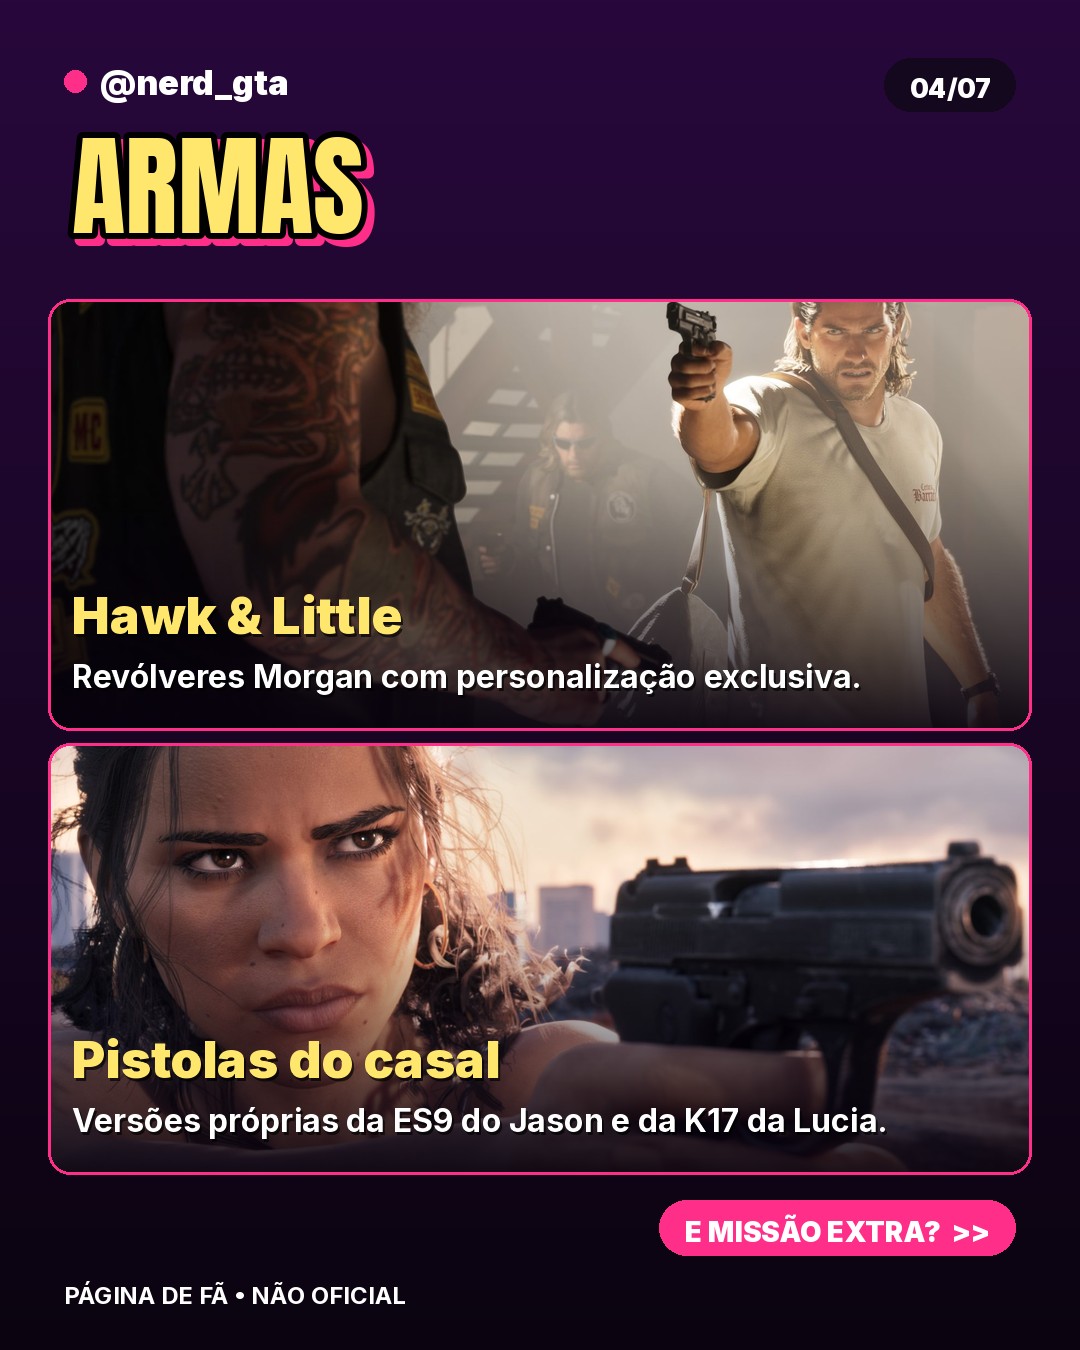 @nerd_gta
04/07
ARMAS
MC
Hawk & Little
Revólveres Morgan com personalização exclusiva.
Pistolas do casal
Versões próprias da ES9 do Jason e da K17 da Lucia.
E MISSÃO EXTRA? >>
PÁGINA DE FÃ • NÃO OFICIAL